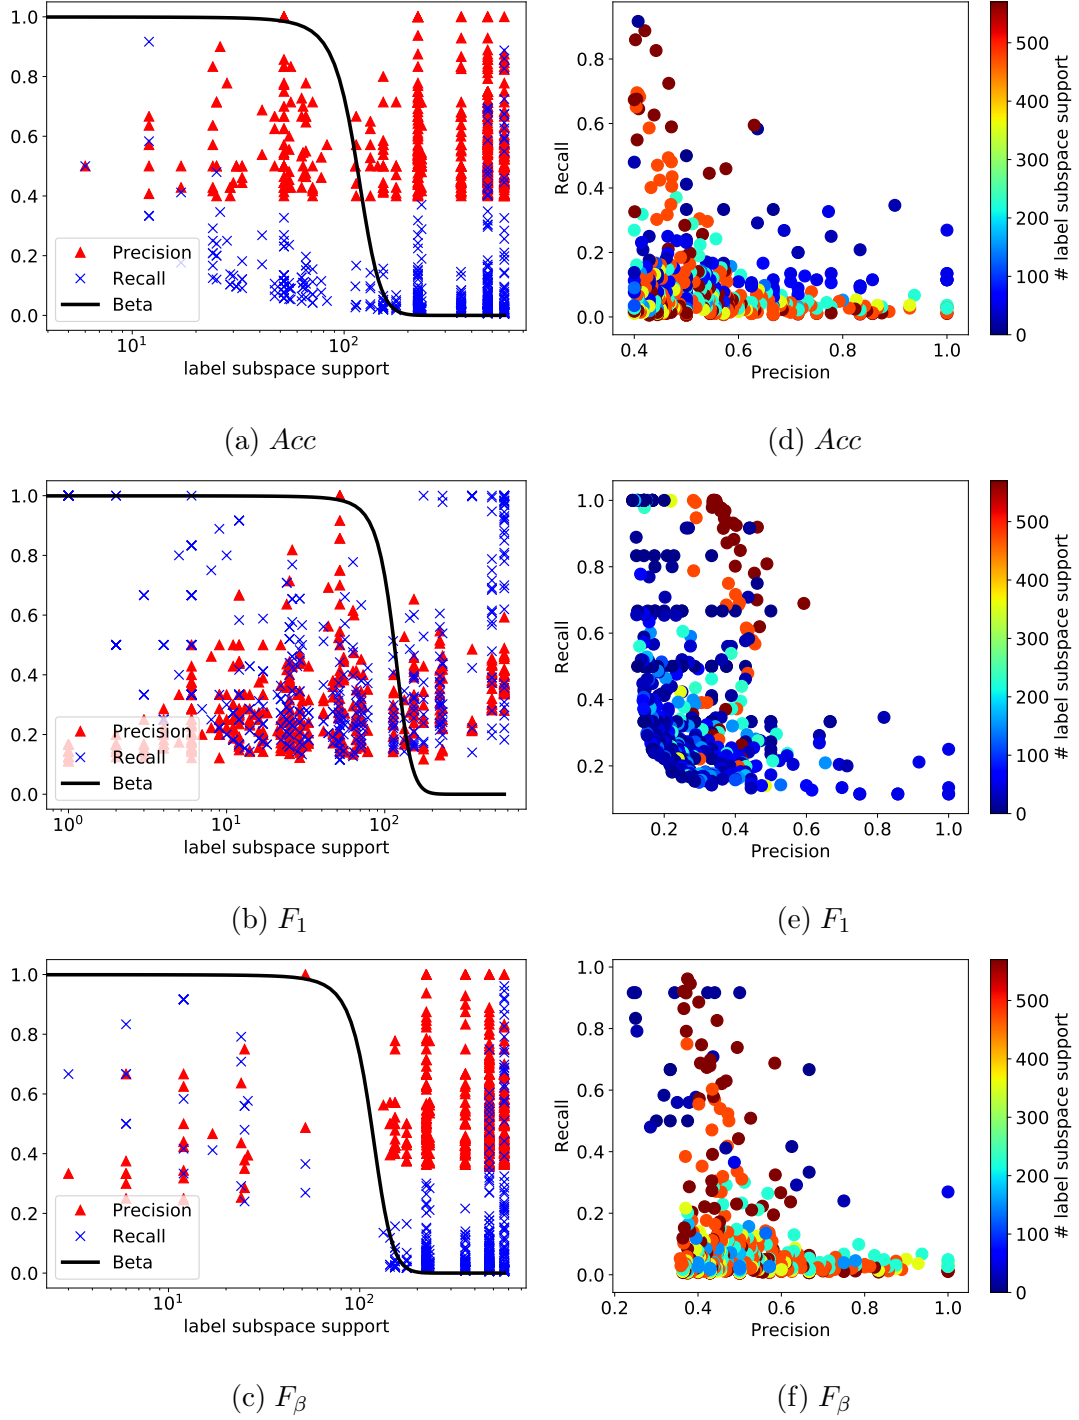 1.0
0.8
0.6
0.4
0.2
0.0
Precision
Recall
Beta
10¹ 10²
label subspace support
(a) Acc
Recall
0.8
0.6
0.4
0.2
0.0
0.4 0.6 0.8 1.0
Precision
500
400
300
200
100
0
# label subspace support
(d) Acc
1.0
0.8
0.6
0.4
0.2
0.0
Precision
Recall
Beta
10⁰ 10¹ 10²
label subspace support
(b) F₁
Recall
1.0
0.8
0.6
0.4
0.2
0.2 0.4 0.6 0.8 1.0
Precision
500
400
300
200
100
0
# label subspace support
(e) F₁
1.0
0.8
0.6
0.4
0.2
0.0
Precision
Recall
Beta
10¹ 10²
label subspace support
(c) Fᵦ
Recall
1.0
0.8
0.6
0.4
0.2
0.0
0.2 0.4 0.6 0.8 1.0
Precision
500
400
300
200
100
0
# label subspace support
(f) Fᵦ